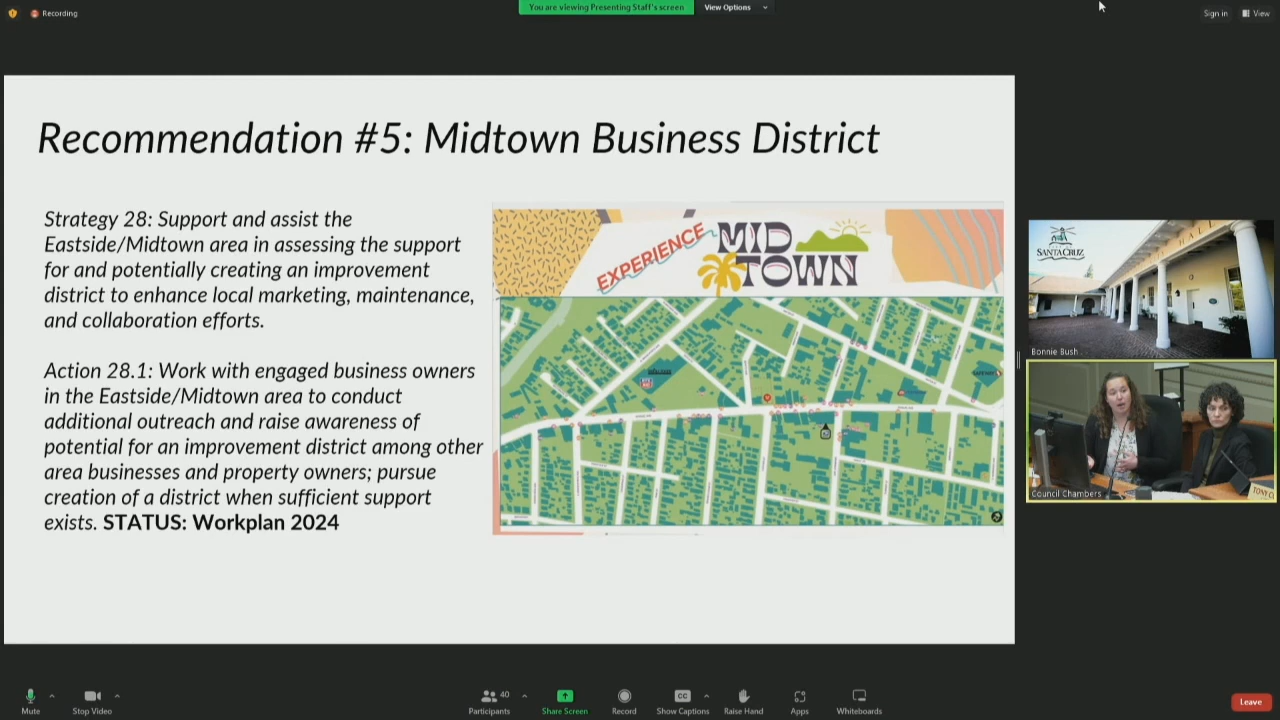 Recording
You are viewing Presenting Staff's screen
View Options
Sign in
View
Recommendation #5: Midtown Business District
Strategy 28: Support and assist the
Eastside/Midtown area in assessing the support
for and potentially creating an improvement
district to enhance local marketing, maintenance,
and collaboration efforts.
Action 28.1: Work with engaged business owners
in the Eastside/Midtown area to conduct
additional outreach and raise awareness of
potential for an improvement district among other
area businesses and property owners; pursue
creation of a district when sufficient support
exists. STATUS: Workplan 2024
EXPERIENCE
MID
TOWN
SAFEWAY
SANTA CRUZ
Bonnie Bush
Council Chambers
TONY
Mute
Stop Video
Participants
40
Share Screen
Record
CC
Show Captions
Raise Hand
Apps
Whiteboards
Leave